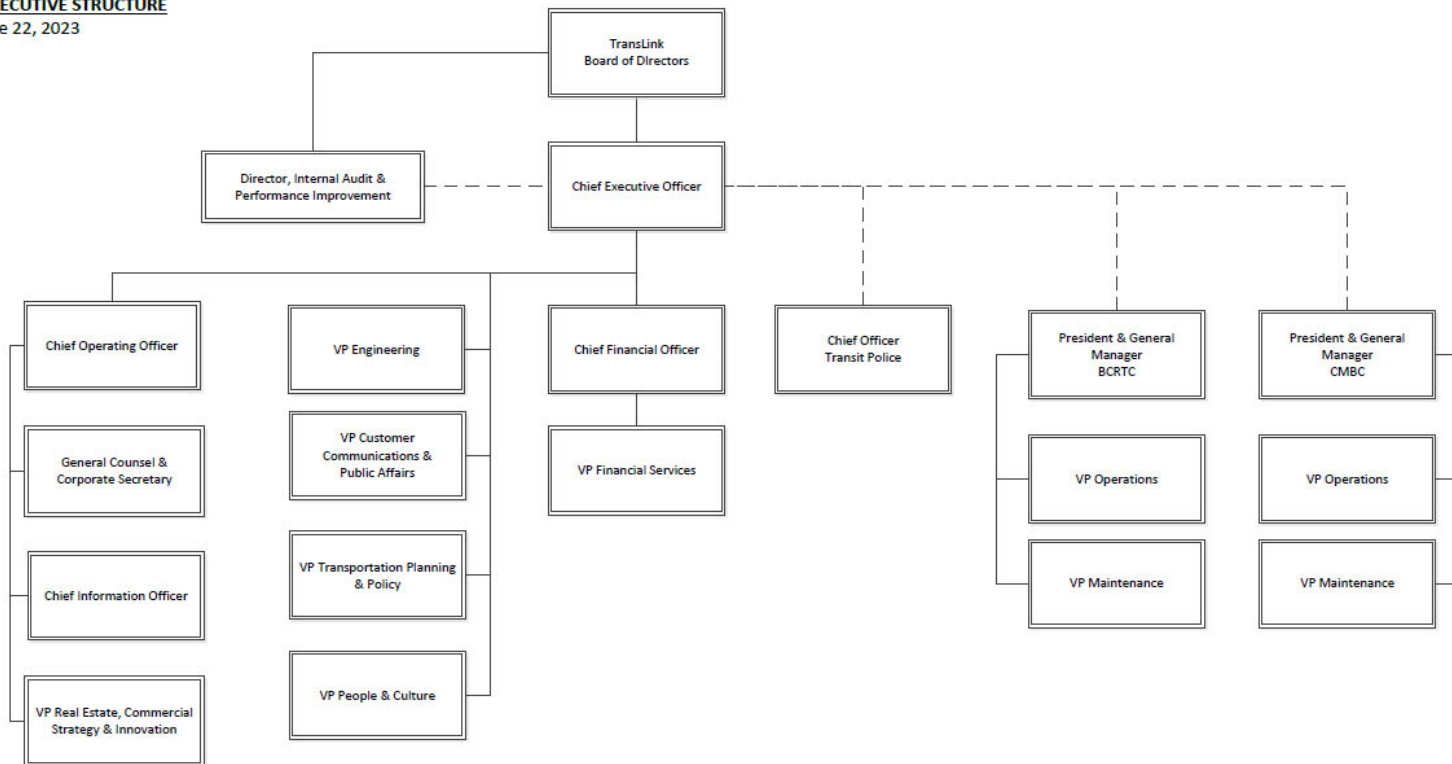 ECUTIVE STRUCTURE
e 22, 2023
TransLink
Board of Directors
Director, Internal Audit &
Performance Improvement
Chief Executive Officer
Chief Operating Officer
VP Engineering
Chief Financial Officer
Chief Officer
Transit Police
President & General
Manager
BCRTC
President & General
Manager
CMBC
General Counsel &
Corporate Secretary
VP Customer
Communications &
Public Affairs
VP Financial Services
VP Operations
VP Operations
Chief Information Officer
VP Transportation Planning
& Policy
VP Maintenance
VP Maintenance
VP Real Estate, Commercial
Strategy & Innovation
VP People & Culture